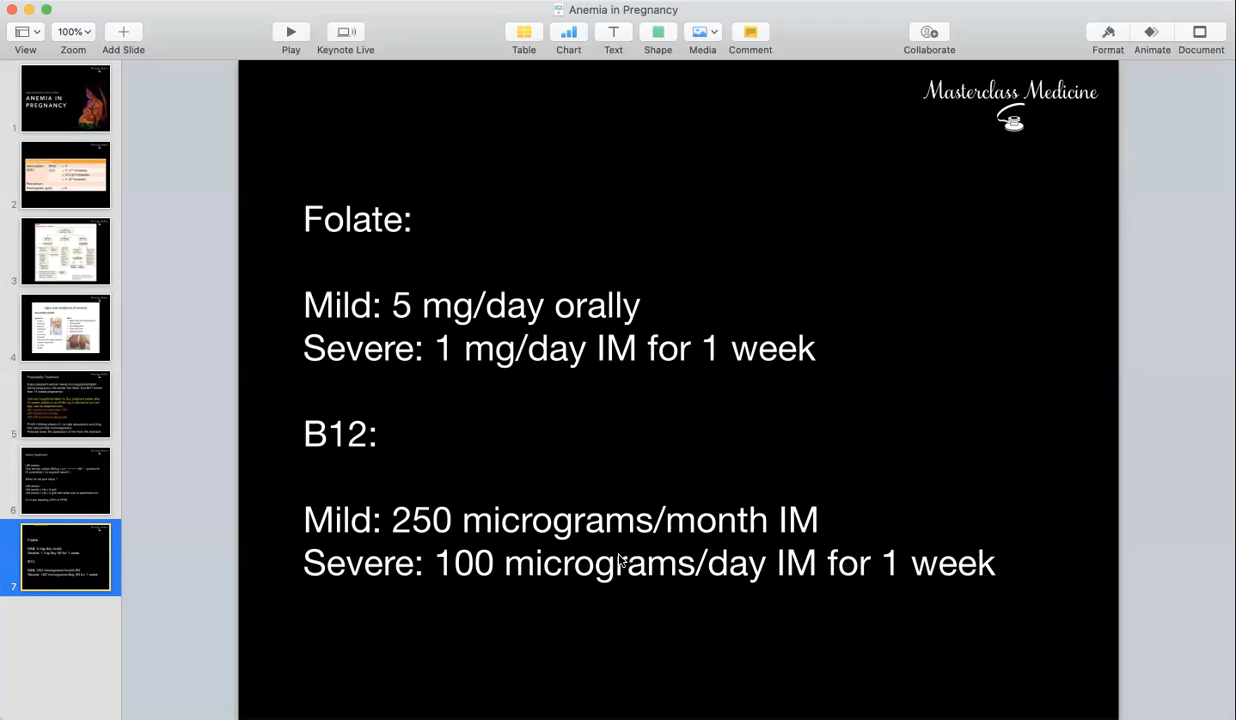 Anemia in Pregnancy
100%
View
Zoom
Add Slide
Play
Keynote Live
Table
Chart
Text
Shape
Media
Comment
Collaborate
Format
Animate
Document
Masterclass Medicine
ANEMIA IN
PREGNANCY
1
2
3
4
5
6
7
Folate:
Mild: 5 mg/day orally
Severe: 1 mg/day IM for 1 week
B12:
Mild: 250 micrograms/month IM
Severe: 100 micrograms/day IM for 1 week